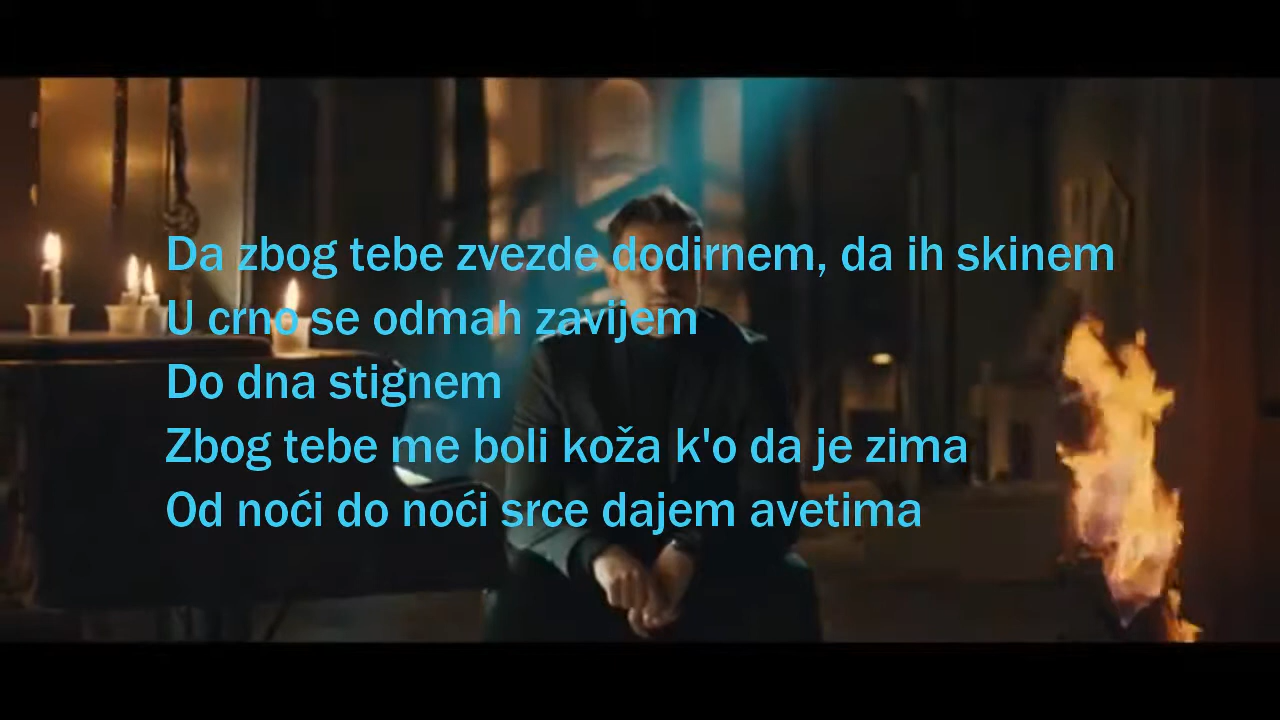 Da zbog tebe zvezde dodirnem, da ih skinem
U crno se odmah zavijem
Do dna stignem
Zbog tebe me boli koža k'o da je zima
Od noći do noći srce dajem avetima